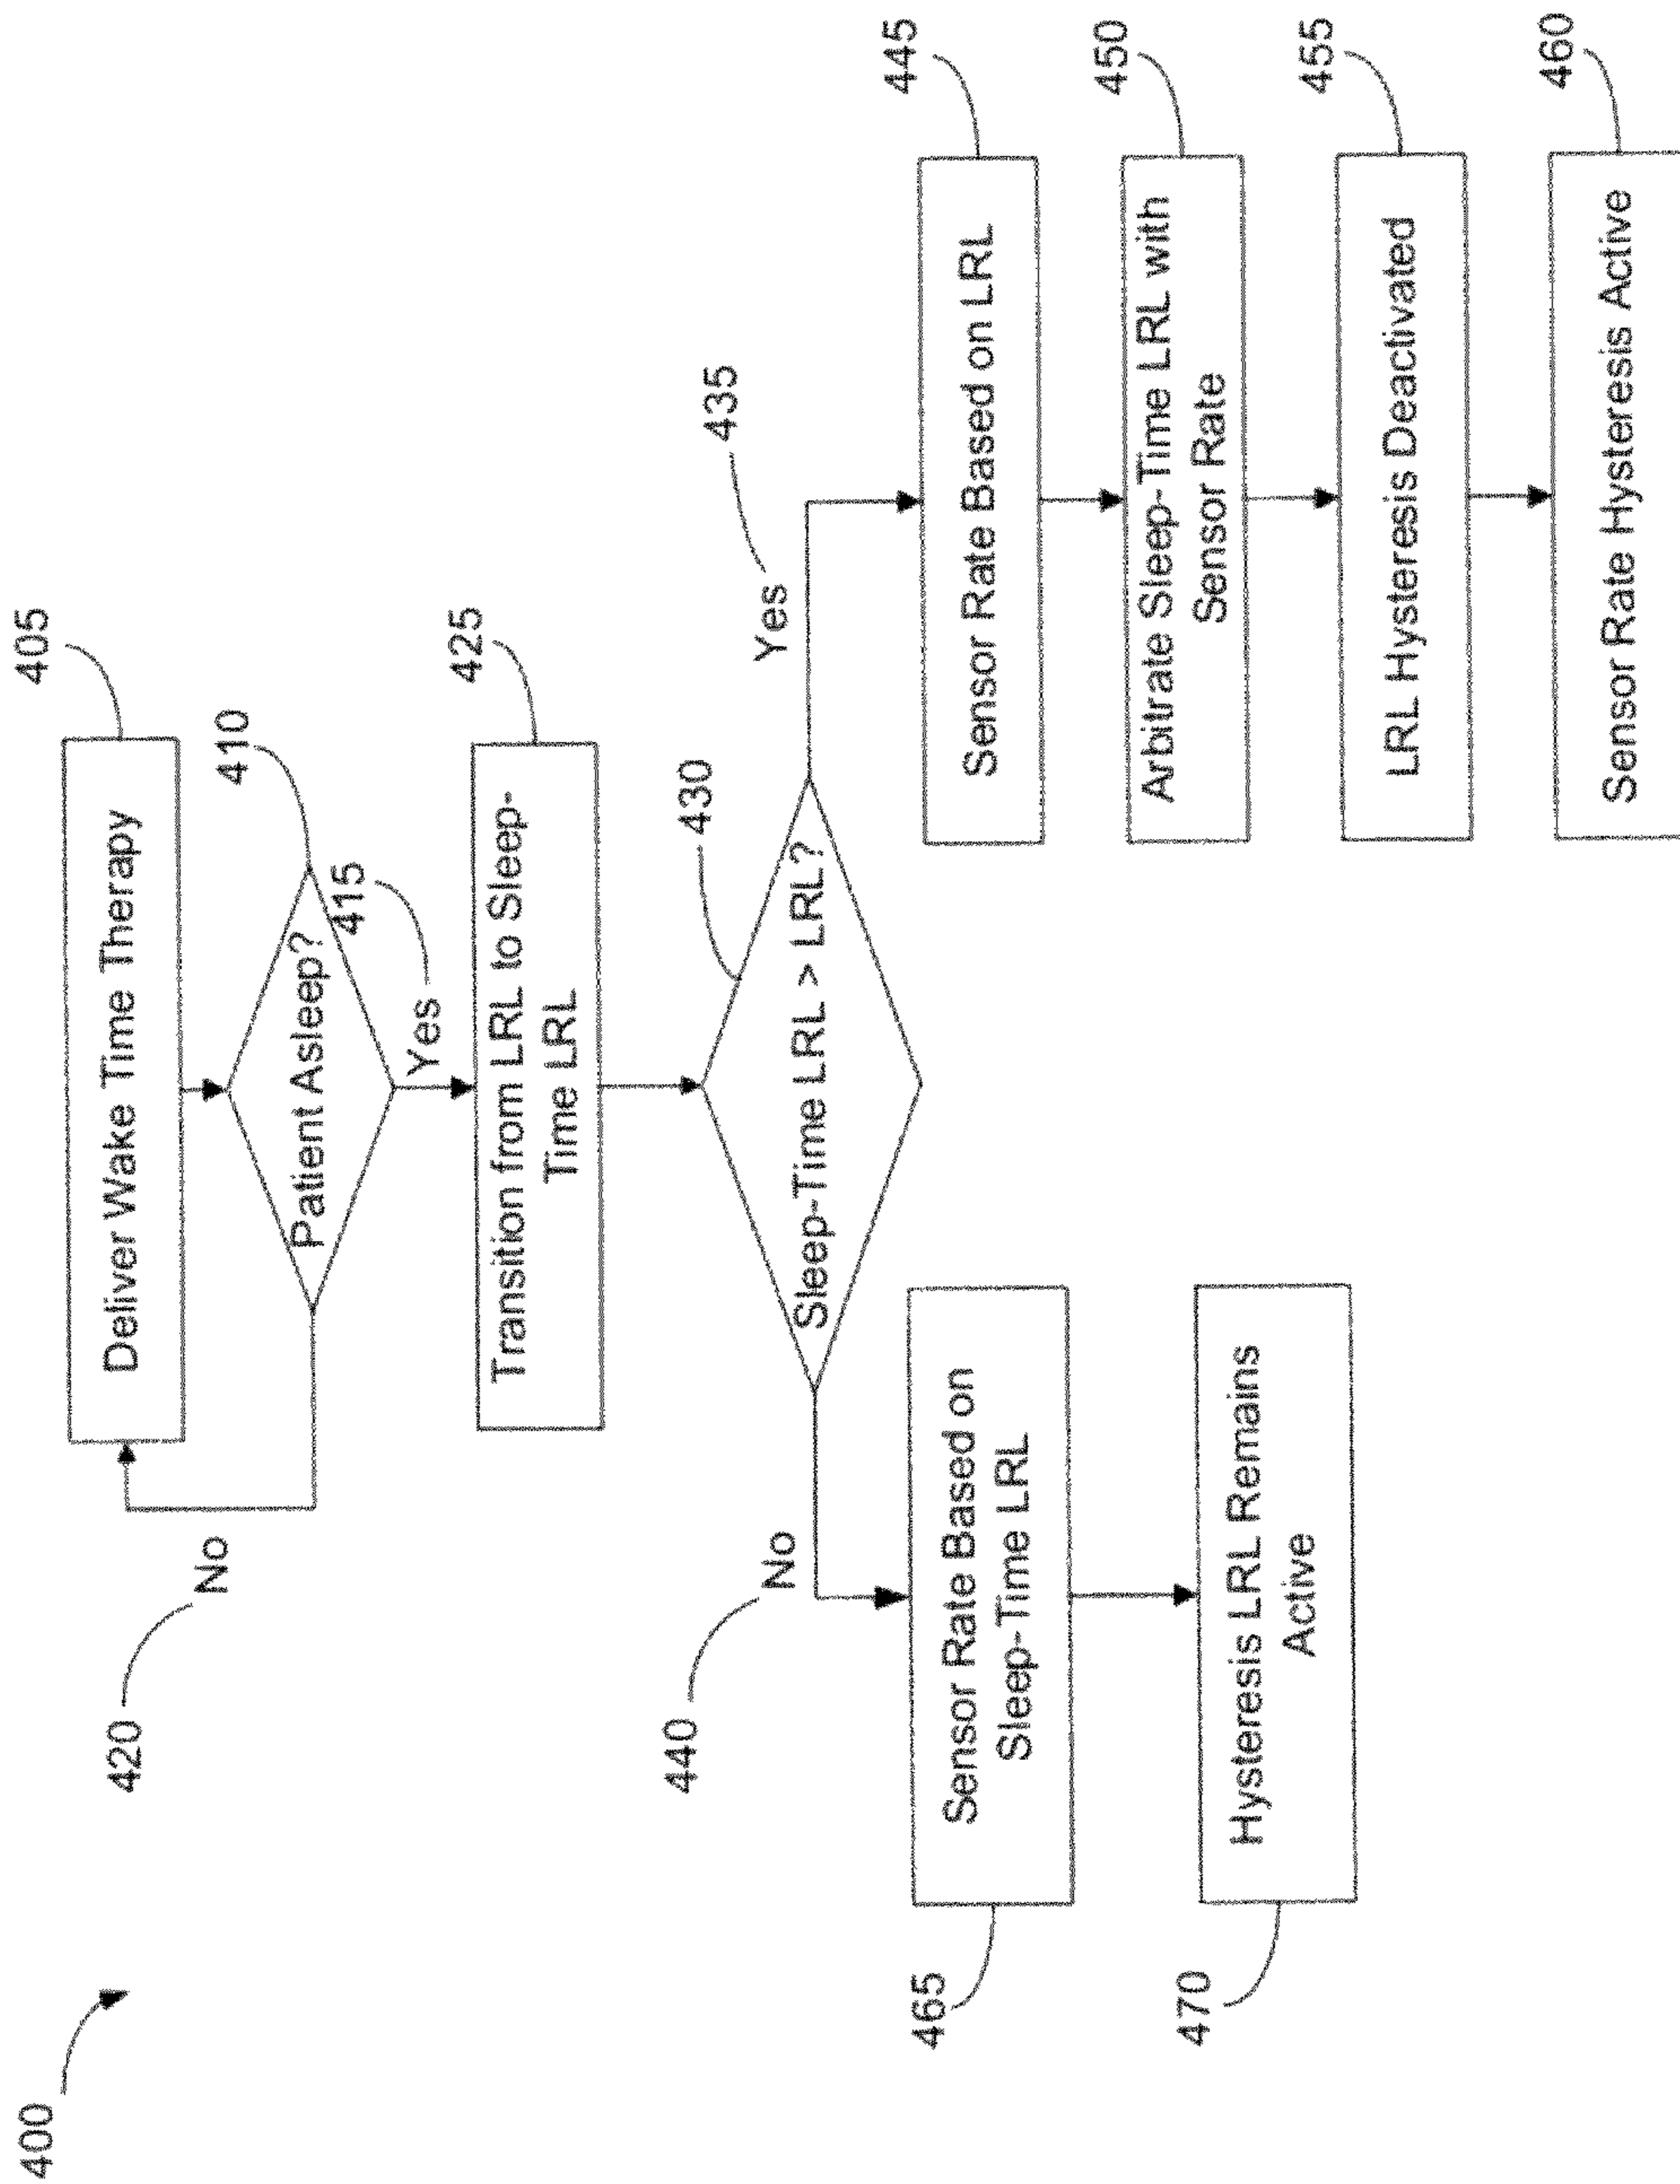 400
405
Deliver Wake Time Therapy
420
No
410
Patient Asleep?
415
Yes
425
Transition from LRL to Sleep-
Time LRL
430
Sleep-Time LRL > LRL?
440
No
435
Yes
465
Sensor Rate Based on
Sleep-Time LRL
470
Hysteresis LRL Remains
Active
445
Sensor Rate Based on LRL
450
Arbitrate Sleep-Time LRL with
Sensor Rate
455
LRL Hysteresis Deactivated
460
Sensor Rate Hysteresis Active